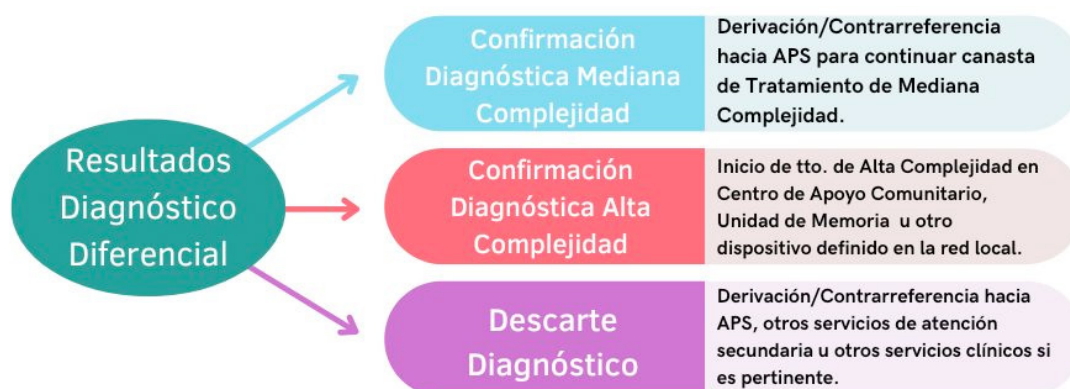 Resultados
Diagnóstico
Diferencial
Confirmación
Diagnóstica Mediana
Complejidad
Derivación/Contrarreferencia
hacia APS para continuar canasta
de Tratamiento de Mediana
Complejidad.
Confirmación
Diagnóstica Alta
Complejidad
Inicio de tto. de Alta Complejidad en
Centro de Apoyo Comunitario,
Unidad de Memoria u otro
dispositivo definido en la red local.
Descarte
Diagnóstico
Derivación/Contrarreferencia hacia
APS, otros servicios de atención
secundaria u otros servicios clínicos si
es pertinente.